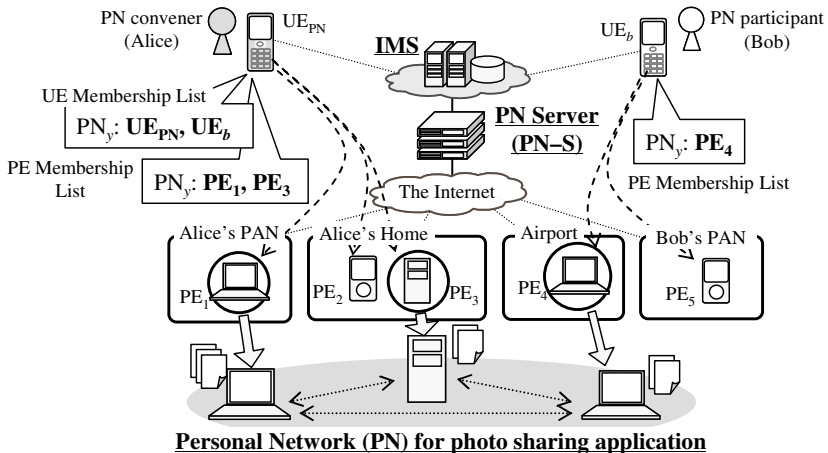 PN convener
(Alice)
UE_PN
IMS
UE_b
PN participant
(Bob)
UE Membership List
PN_y: UE_PN, UE_b
PE Membership
List
PN_y: PE_1, PE_3
PN Server
(PN–S)
PN_y: PE_4
PE Membership List
The Internet
Alice's PAN
Alice's Home
Airport
Bob's PAN
PE_1
PE_2
PE_3
PE_4
PE_5
Personal Network (PN) for photo sharing application